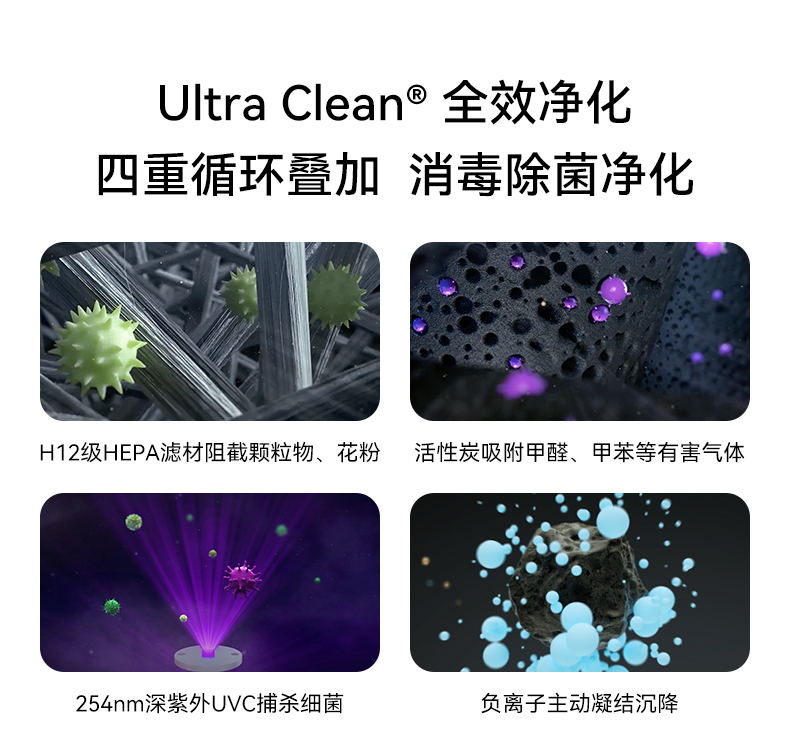 Ultra Clean® 全效净化
四重循环叠加 消毒除菌净化
H12级HEPA滤材阻截颗粒物、花粉
活性炭吸附甲醛、甲苯等有害气体
254nm深紫外UVC捕杀细菌
负离子主动凝结沉降